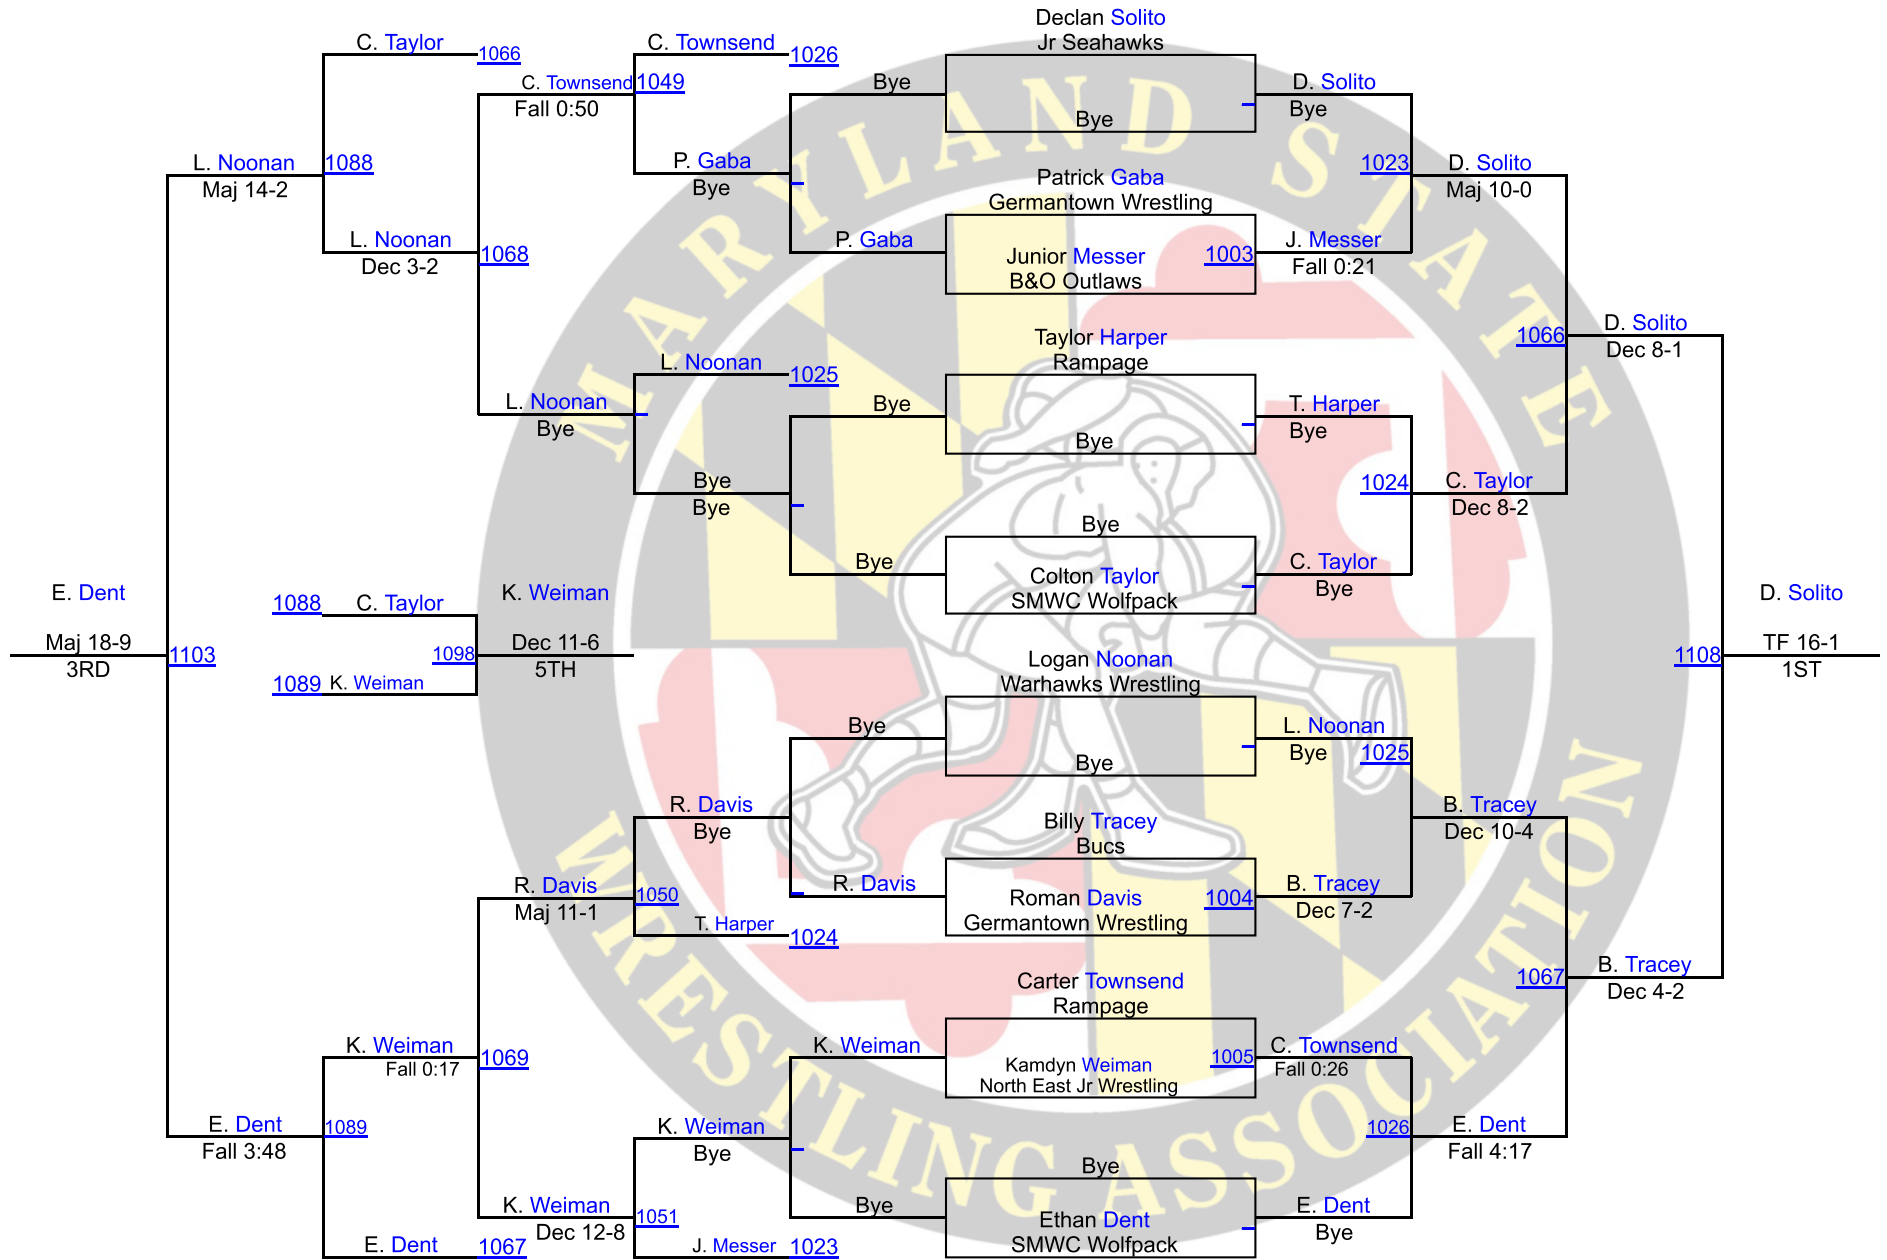 Declan Solito
Jr Seahawks
C. Taylor
1066
C. Townsend
1026
C. Townsend
1049
Fall 0:50
Bye
Bye
D. Solito
Bye
L. Noonan
1088
Maj 14-2
P. Gaba
Bye
Patrick Gaba
Germantown Wrestling
1023
D. Solito
Maj 10-0
L. Noonan
Dec 3-2
1068
P. Gaba
Junior Messer
B&O Outlaws
1003
J. Messer
Fall 0:21
Taylor Harper
Rampage
1066
D. Solito
Dec 8-1
L. Noonan
1025
L. Noonan
Bye
Bye
Bye
T. Harper
Bye
Bye
Bye
1024
C. Taylor
Dec 8-2
Bye
Bye
Colton Taylor
SMWC Wolfpack
C. Taylor
Bye
E. Dent
Maj 18-9
3RD
1103
1088
C. Taylor
1098
1089
K. Weiman
K. Weiman
Dec 11-6
5TH
Logan Noonan
Warhawks Wrestling
1108
D. Solito
TF 16-1
1ST
Bye
Bye
L. Noonan
Bye
1025
R. Davis
Bye
Billy Tracey
Bucs
B. Tracey
Dec 10-4
R. Davis
Maj 11-1
1050
R. Davis
Roman Davis
Germantown Wrestling
1004
B. Tracey
Dec 7-2
T. Harper
1024
Carter Townsend
Rampage
1067
B. Tracey
Dec 4-2
K. Weiman
Fall 0:17
1069
K. Weiman
Kamdyn Weiman
North East Jr Wrestling
1005
C. Townsend
Fall 0:26
E. Dent
Fall 3:48
1089
K. Weiman
Bye
Bye
1026
E. Dent
Fall 4:17
K. Weiman
Dec 12-8
1051
Bye
Ethan Dent
SMWC Wolfpack
E. Dent
Bye
E. Dent
1067
J. Messer
1023
MARYLAND STATE
WRESTLING ASSOCIATION